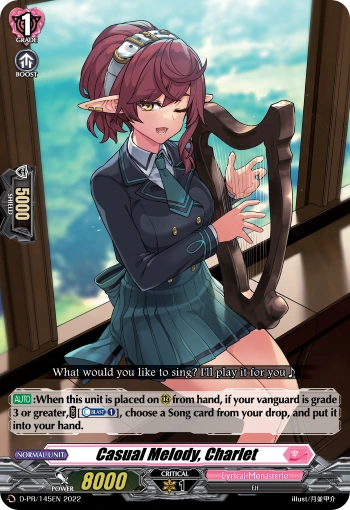 1
GRADE
BOOST
5000
SHIELD
What would you like to sing? I'll play it for you♪
AUTO:When this unit is placed on R from hand, if your vanguard is grade
3 or greater, [BLAST 1], choose a Song card from your drop, and put it
into your hand.
NORMAL UNIT
Casual Melody, Charlet
POWER 8000
CRITICAL
1
Lyrical Monasterio
Elf
D-PR/145EN 2022
illust/月並甲介